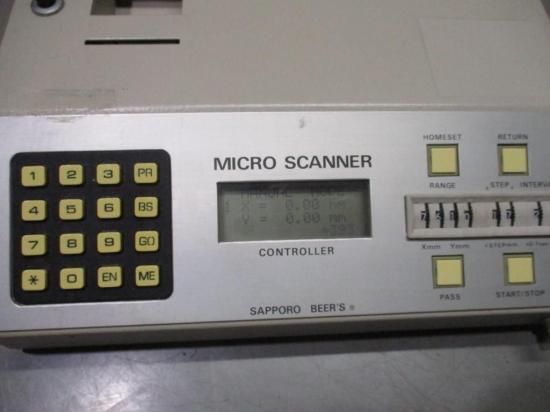 HOMESET RETURN
MICRO SCANNER
RANGE STEP INTERV
1 2 3 PR
4 5 6 BS
7 8 9 GO
* 0 EN ME
X = 0.00 mm
Y = 0.00 mm
CONTROLLER
Xmm Ymm
PASS START/STOP
SAPPORO BEER'S ®